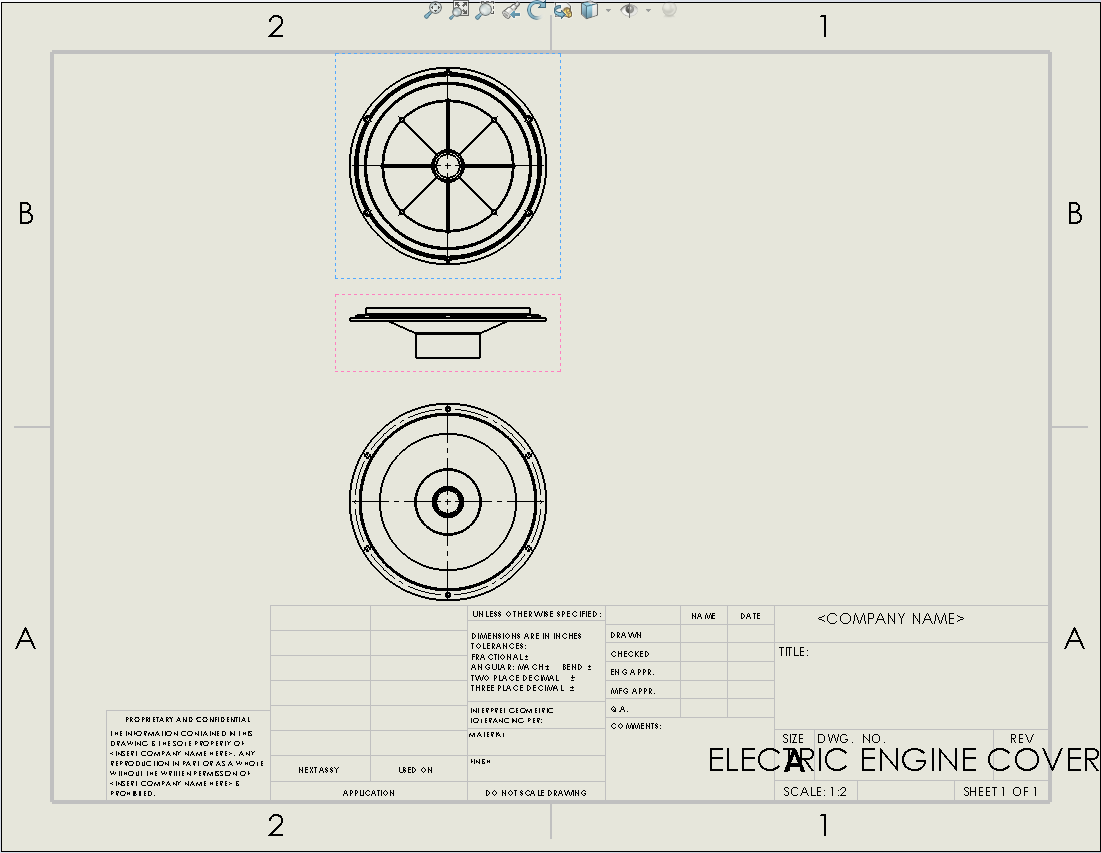 2
1
B
B
A
A
UNLESS OTHERWISE SPECIFIED:
NAME
DATE
<COMPANY NAME>
DIMENSIONS ARE IN INCHES
TOLERANCES:
FRACTIONAL±
ANGULAR: MACH± BEND ±
TWO PLACE DECIMAL ±
THREE PLACE DECIMAL ±
DRAWN
CHECKED
ENG APPR.
MFG APPR.
Q.A.
COMMENTS:
TITLE:
INTERPRET GEOMETRIC
TOLERANCING PER:
MATERIAL
FINISH
PROPRIETARY AND CONFIDENTIAL
THE INFORMATION CONTAINED IN THIS
DRAWING IS THE SOLE PROPERTY OF
<INSERT COMPANY NAME HERE>. ANY
REPRODUCTION IN PART OR AS A WHOLE
WITHOUT THE WRITTEN PERMISSION OF
<INSERT COMPANY NAME HERE> IS
PROHIBITED.
NEXT ASSY
USED ON
APPLICATION
DO NOT SCALE DRAWING
SIZE
DWG. NO.
REV
A
ELECTRIC ENGINE COVER
SCALE: 1:2
SHEET 1 OF 1
2
1